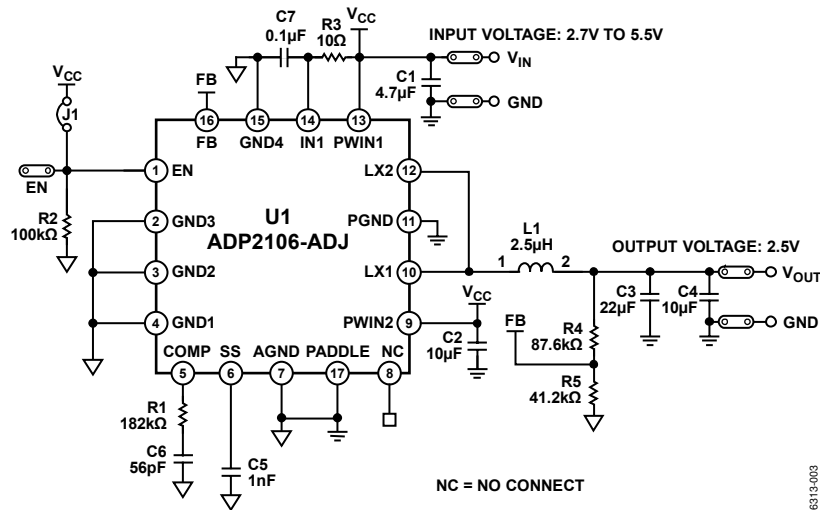 C7
0.1µF
R3
10Ω
VCC
INPUT VOLTAGE: 2.7V TO 5.5V
VIN
C1
4.7µF
GND
VCC
J1
FB
16
FB
15
GND4
14
IN1
13
PWIN1
EN
1
EN
R2
100kΩ
2
GND3
3
GND2
4
GND1
U1
ADP2106-ADJ
LX2
12
PGND
11
LX1
10
PWIN2
9
L1
2.5µH
1
2
OUTPUT VOLTAGE: 2.5V
VOUT
C3
22µF
C4
10µF
GND
VCC
C2
10µF
FB
R4
87.6kΩ
R5
41.2kΩ
COMP
5
SS
6
AGND
7
PADDLE
17
NC
8
R1
182kΩ
C6
56pF
C5
1nF
NC = NO CONNECT
6313-003